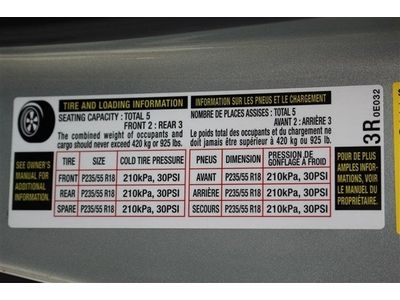 TIRE AND LOADING INFORMATION
SEATING CAPACITY : TOTAL 5
FRONT 2 : REAR 3
The combined weight of occupants and
cargo should never exceed 420 kg or 925 lbs.
INFORMATION SUR LES PNEUS ET LE CHARGEMENT
NOMBRE DE PLACES ASSISES : TOTAL 5
AVANT 2 : ARRIÈRE 3
Le poids total des occupants et du chargement ne
doit jamais dépasser 420 kg ou 925 lb.
SEE OWNER'S
MANUAL FOR
ADDITIONAL
INFORMATION.
TIRE SIZE COLD TIRE PRESSURE
FRONT P235/55 R18 210kPa, 30PSI
REAR P235/55 R18 210kPa, 30PSI
SPARE P235/55 R18 210kPa, 30PSI
PNEUS DIMENSION PRESSION DE
GONFLAGE A FROID
AVANT P235/55 R18 210kPa, 30PSI
ARRIÈRE P235/55 R18 210kPa, 30PSI
SECOURS P235/55 R18 210kPa, 30PSI
POUR DE PLUS
AMPLES INFOR-
MATIONS, VOIR
LE MANUEL DU
PROPRIÉTAIRE.
3R 0E032